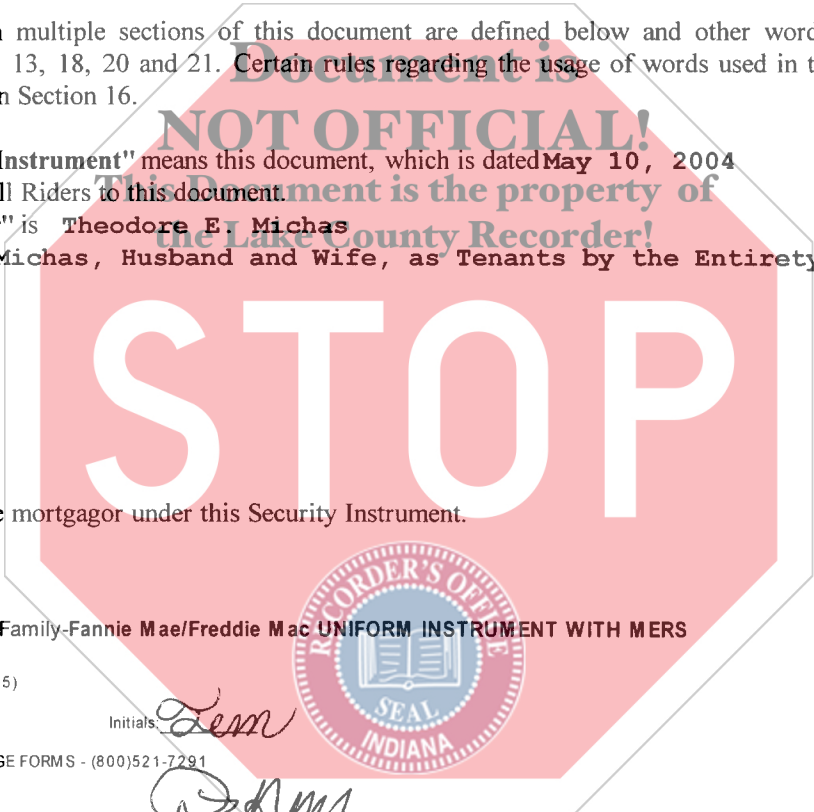 multiple sections of this document are defined below and other
13, 18, 20 and 21. Certain rules regarding the usage of words used in
Section 16.
Document is
NOT OFFICIAL!
This Document is the property of
the Lake County Recorder!
Instrument" means this document, which is dated May 10, 2004
Riders to this document.
" is Theodore E. Michas
Michas, Husband and Wife, as Tenants by the Entirety
STOP
mortgagor under this Security Instrument.
RECORDER'S OFFICE
SEAL
INDIANA
Family-Fannie Mae/Freddie Mac UNIFORM INSTRUMENT WITH MERS
5)
Initials: Tem
FORMS - (800)521-7291